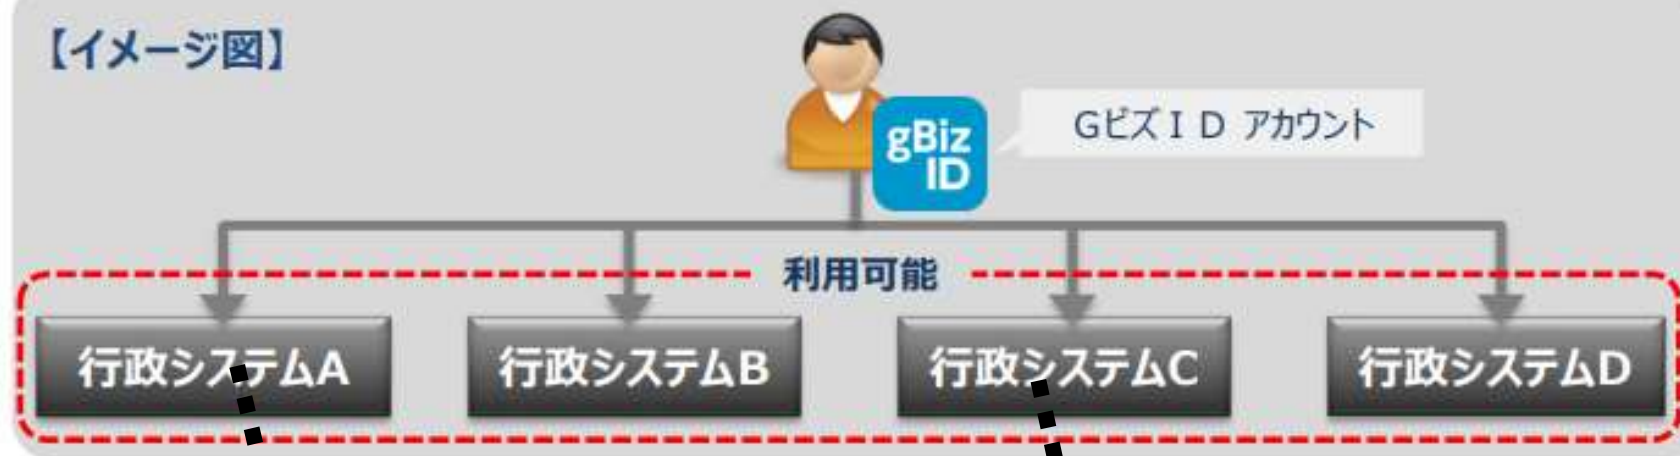 【イメージ図】
gBiz
ID
GビズＩＤ アカウント
利用可能
行政システムA
行政システムB
行政システムC
行政システムD